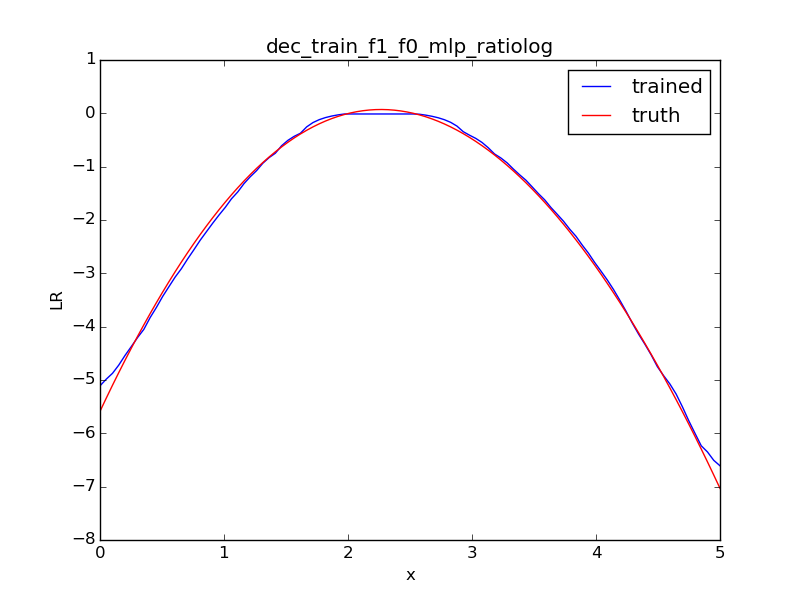 dec_train_f1_f0_mlp_ratiolog
trained
truth
1
0
−1
−2
−3
−4
−5
−6
−7
−8
LR
0 1 2 3 4 5
x